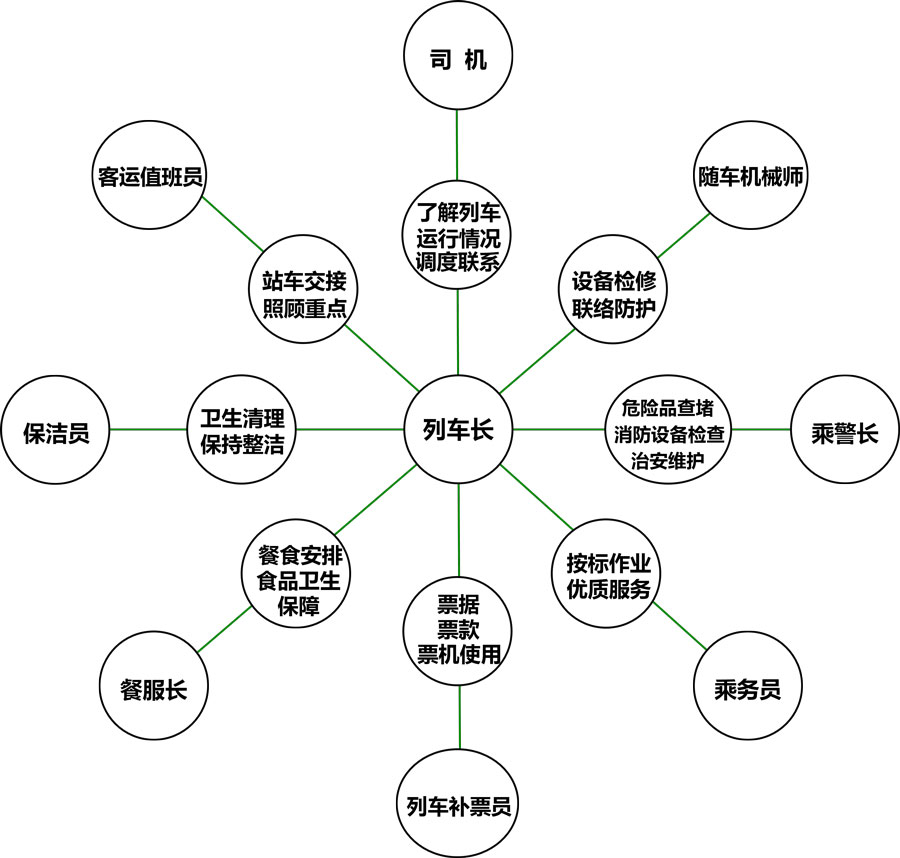 司 机
客运值班员
随车机械师
了解列车
运行情况
调度联系
站车交接
照顾重点
设备检修
联络防护
保洁员
卫生清理
保持整洁
列车长
危险品查堵
消防设备检查
治安维护
乘警长
餐食安排
食品卫生
保障
票据
票款
票机使用
按标作业
优质服务
餐服长
乘务员
列车补票员